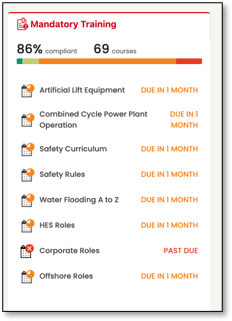 Mandatory Training
86% compliant 69 courses
Artificial Lift Equipment DUE IN 1 MONTH
Combined Cycle Power Plant DUE IN 1
Operation MONTH
Safety Curriculum DUE IN 1 MONTH
Safety Rules DUE IN 1 MONTH
Water Flooding A to Z DUE IN 1 MONTH
HES Roles DUE IN 1 MONTH
Corporate Roles PAST DUE
Offshore Roles DUE IN 1 MONTH